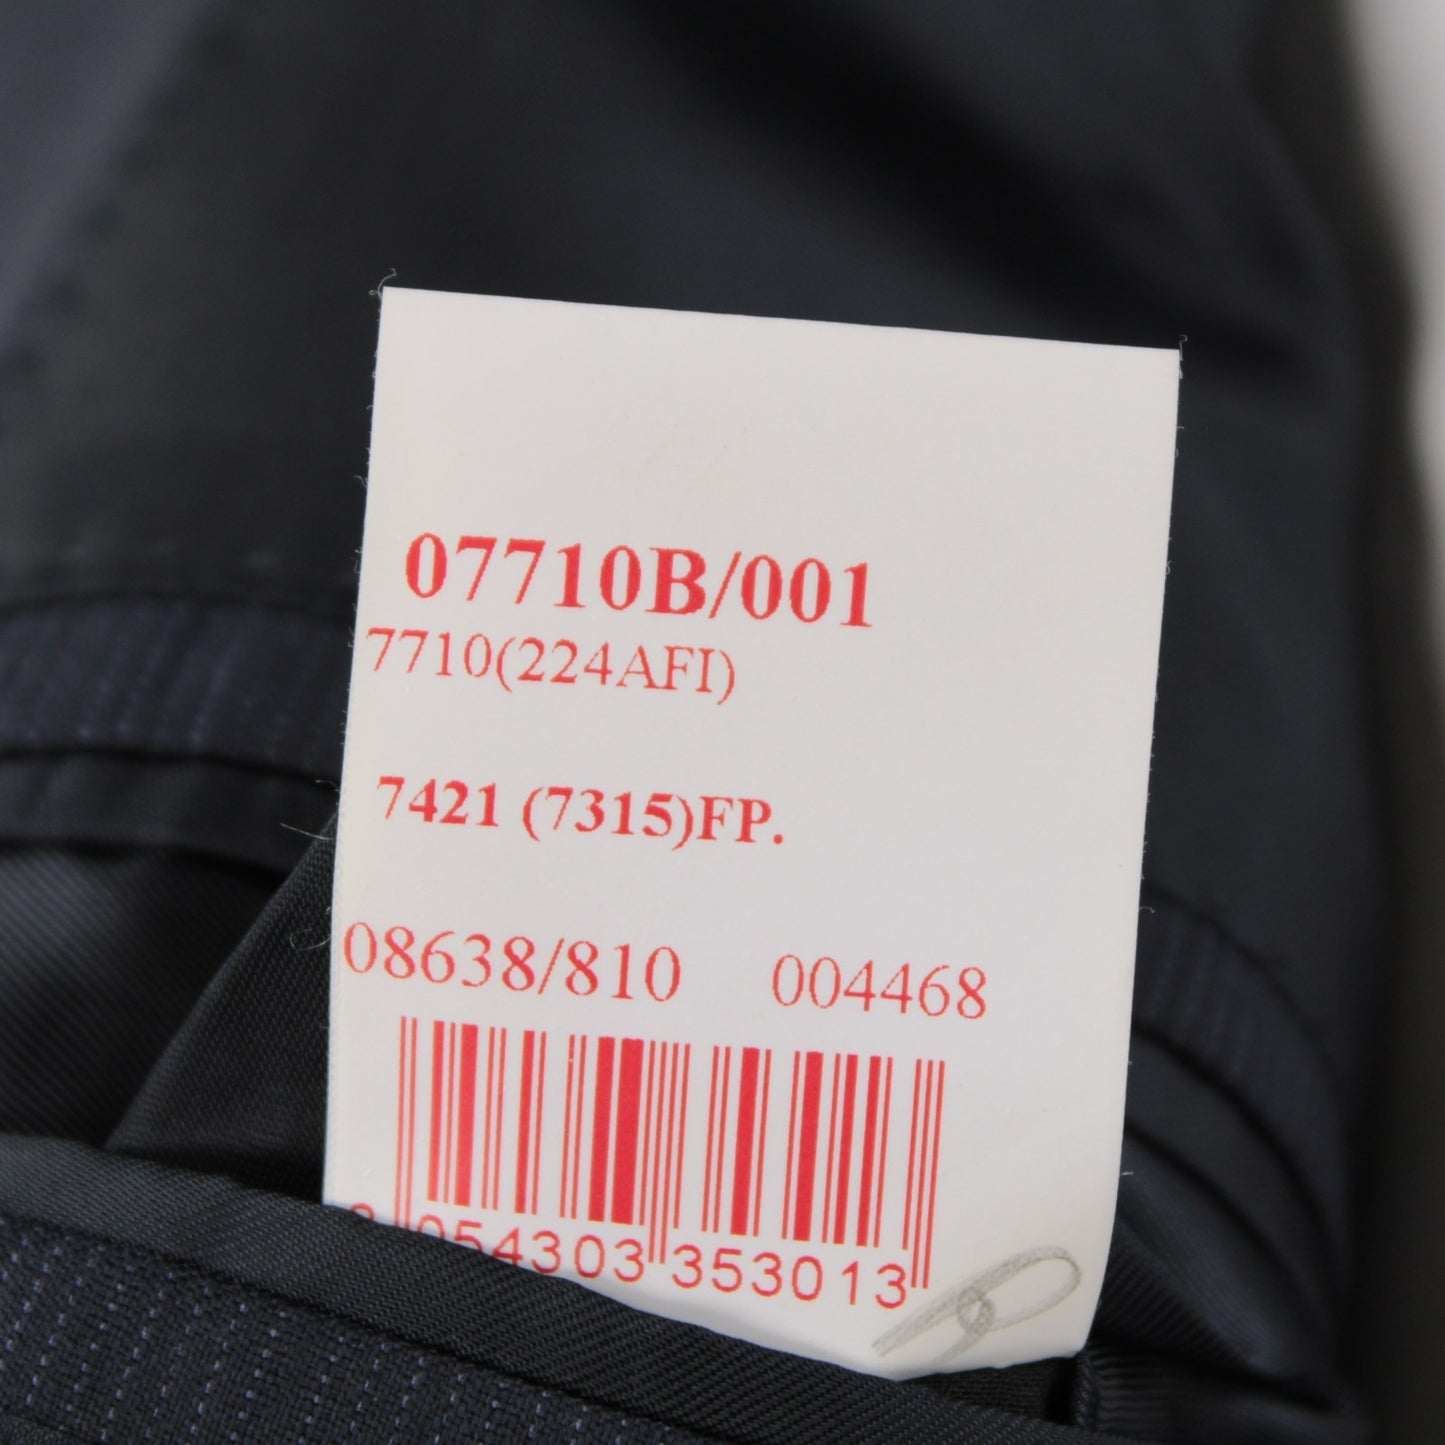 07710B/001
7710(224AFI)
7421 (7315)FP.
08638/810 004468
054303 353013